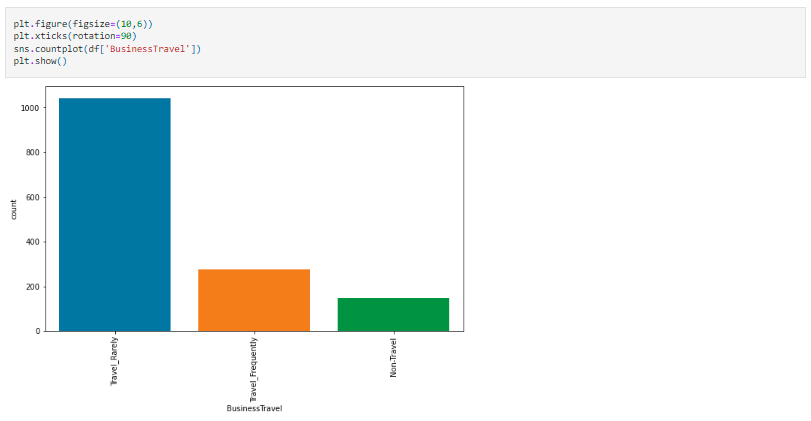 plt.figure(figsize=(10,6))
plt.xticks(rotation=90)
sns.countplot(df['BusinessTravel'])
plt.show()
1000
800
600
400
200
0
count
Travel_Rarely
Travel_Frequently
Non-Travel
BusinessTravel